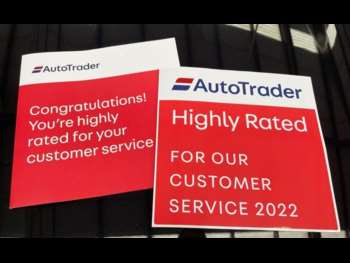 AutoTrader
Congratulations!
You're highly
rated for your
customer service
AutoTrader
Highly Rated
FOR OUR
CUSTOMER
SERVICE 2022